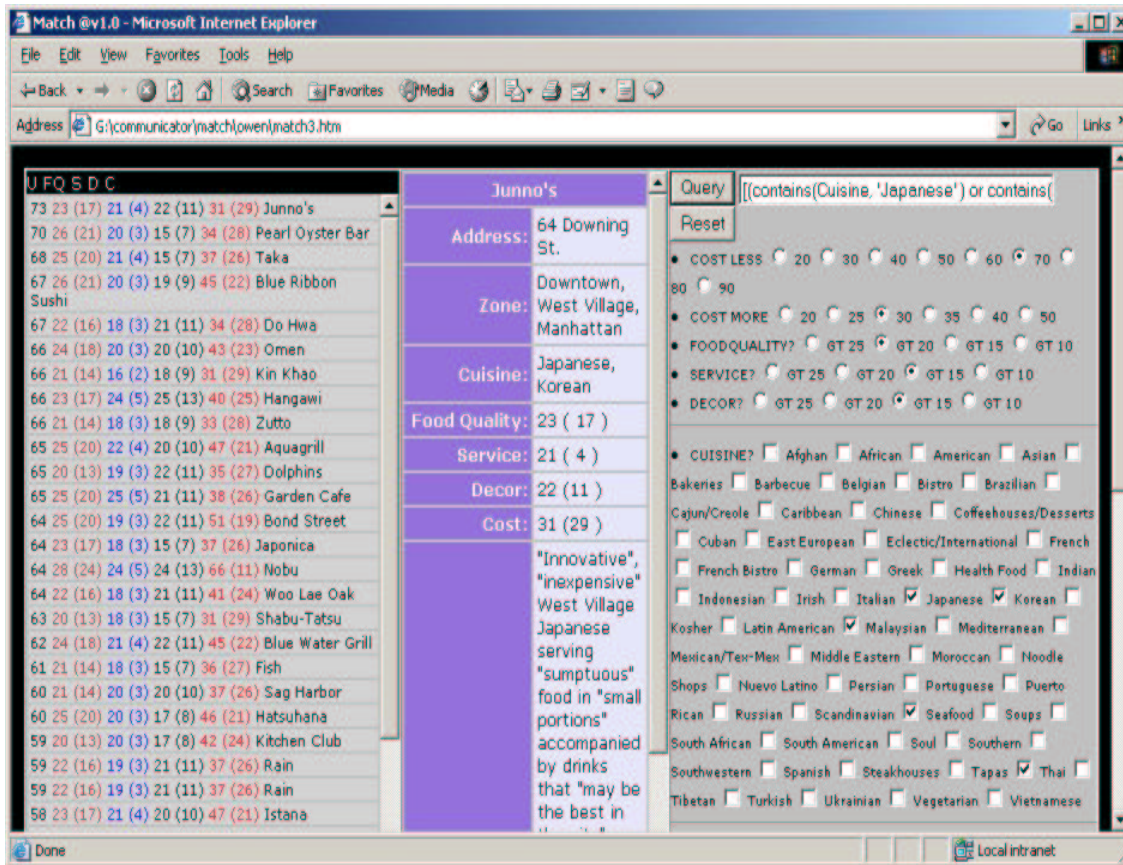 Match @v1.0 - Microsoft Internet Explorer
File Edit View Favorites Tools Help
Back Search Favorites Media
Address G:\communicator\match\owen\match3.htm Go Links
U FQ S D C
73 23 (17) 21 (4) 22 (11) 31 (29) Junno's
70 26 (21) 20 (3) 15 (7) 34 (28) Pearl Oyster Bar
68 25 (20) 21 (4) 15 (7) 37 (26) Taka
67 26 (21) 20 (3) 19 (9) 45 (22) Blue Ribbon
Sushi
67 22 (16) 18 (3) 21 (11) 34 (28) Do Hwa
66 24 (18) 20 (3) 20 (10) 43 (23) Omen
66 21 (14) 16 (2) 18 (9) 31 (29) Kin Khao
66 23 (17) 24 (5) 25 (13) 40 (25) Hangawi
66 21 (14) 18 (3) 18 (9) 33 (28) Zutto
65 25 (20) 22 (4) 20 (10) 47 (21) Aquagrill
65 20 (13) 19 (3) 22 (11) 35 (27) Dolphins
65 25 (20) 25 (5) 21 (11) 38 (26) Garden Cafe
64 25 (20) 19 (3) 22 (11) 51 (19) Bond Street
64 23 (17) 18 (3) 15 (7) 37 (26) Japonica
64 28 (24) 24 (5) 24 (13) 66 (11) Nobu
64 22 (16) 18 (3) 21 (11) 41 (24) Woo Lae Oak
63 20 (13) 18 (3) 15 (7) 31 (29) Shabu-Tatsu
62 24 (18) 21 (4) 22 (11) 45 (22) Blue Water Grill
61 21 (14) 18 (3) 15 (7) 36 (27) Fish
60 21 (14) 20 (3) 20 (10) 37 (26) Sag Harbor
60 25 (20) 20 (3) 17 (8) 46 (21) Hatsuhana
59 20 (13) 20 (3) 17 (8) 42 (24) Kitchen Club
59 22 (16) 19 (3) 21 (11) 37 (26) Rain
59 22 (16) 19 (3) 21 (11) 37 (26) Rain
58 23 (17) 21 (4) 20 (10) 47 (21) Istana
Junno's
Address: 64 Downing
St.
Zone: Downtown,
West Village,
Manhattan
Cuisine: Japanese,
Korean
Food Quality: 23 ( 17 )
Service: 21 ( 4 )
Decor: 22 (11 )
Cost: 31 (29 )
"Innovative",
"inexpensive"
West Village
Japanese
serving
"sumptuous"
food in "small
portions"
accompanied
by drinks
that "may be
the best in
Query [(contains(Cuisine, 'Japanese') or contains(
Reset
• COST LESS 20 30 40 50 60 70
80 90
• COST MORE 20 25 30 35 40 50
• FOODQUALITY? GT 25 GT 20 GT 15 GT 10
• SERVICE? GT 25 GT 20 GT 15 GT 10
• DECOR? GT 25 GT 20 GT 15 GT 10
• CUISINE? Afghan African American Asian
Bakeries Barbecue Belgian Bistro Brazilian
Cajun/Creole Caribbean Chinese Coffeehouses/Desserts
Cuban East European Eclectic/International French
French Bistro German Greek Health Food Indian
Indonesian Irish Italian Japanese Korean
Kosher Latin American Malaysian Mediterranean
Mexican/Tex-Mex Middle Eastern Moroccan Noodle
Shops Nuevo Latino Persian Portuguese Puerto
Rican Russian Scandinavian Seafood Soups
South African South American Soul Southern
Southwestern Spanish Steakhouses Tapas Thai
Tibetan Turkish Ukrainian Vegetarian Vietnamese
Done Local intranet